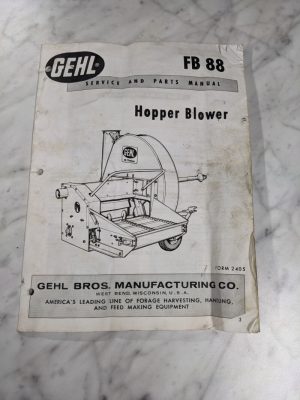 GEHL FB 88
SERVICE AND PARTS MANUAL
Hopper Blower
GEHL
FORM 2405
GEHL BROS. MANUFACTURING CO.
WEST BEND, WISCONSIN, U.S.A.
AMERICA'S LEADING LINE OF FORAGE HARVESTING, HANDLING,
AND FEED MAKING EQUIPMENT